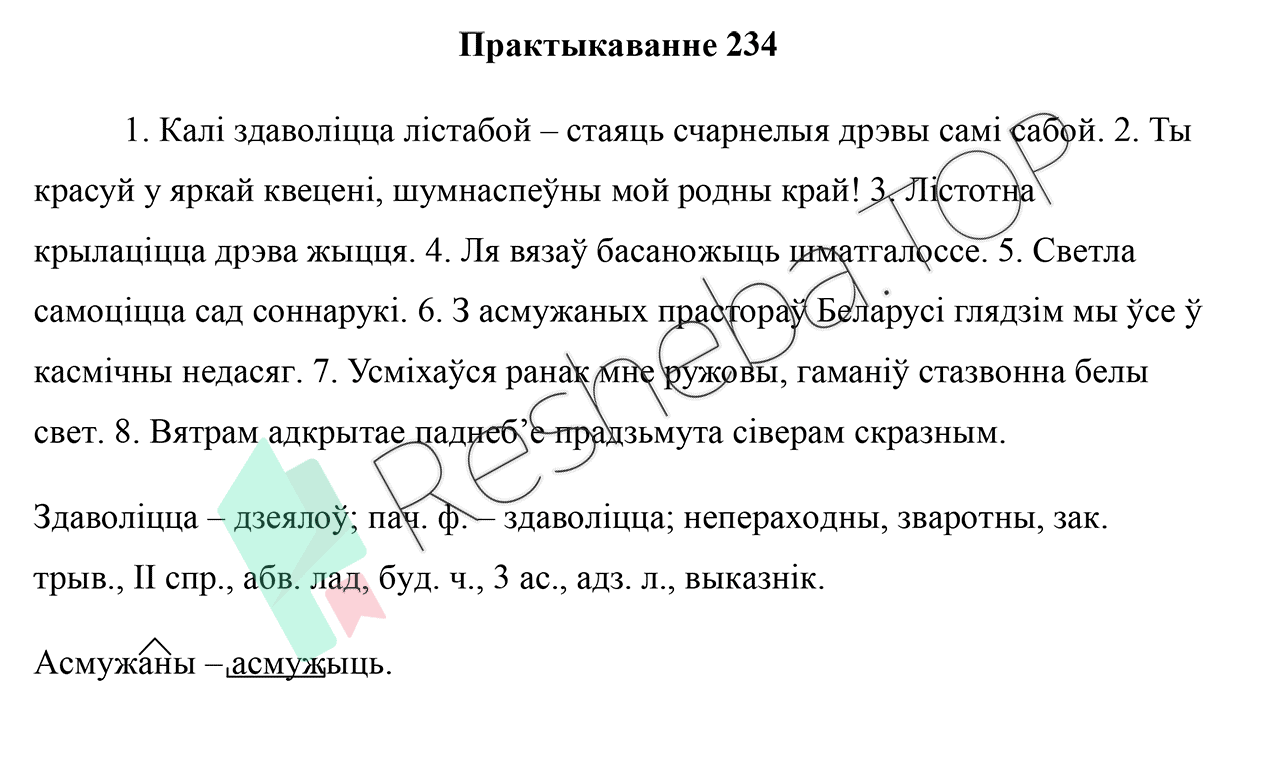 Практыкаванне 234
1. Калі здаволіцца лістабой – стаяць счарнелыя дрэвы самі сабой. 2. Ты
красуй у яркай квецені, шумнаспеўны мой родны край! 3. Лістотна
крылаціцца дрэва жыцця. 4. Ля вязаў басаножыць шматгалоссе. 5. Светла
самоціцца сад соннарукі. 6. З асмужаных прастораў Беларусі глядзім мы ўсе ў
касмічны недасяг. 7. Усміхаўся ранак мне ружовы, гаманіў стазвонна белы
свет. 8. Вятрам адкрытае паднеб’е прадзьмута сіверам скразным.
Здаволіцца – дзеялоў; пач. ф. – здаволіцца; непераходны, зваротны, зак.
трыв., II спр., абв. лад, буд. ч., 3 ас., адз. л., выказнік.
Асмужаны – асмужыць.
Resheba.TOP